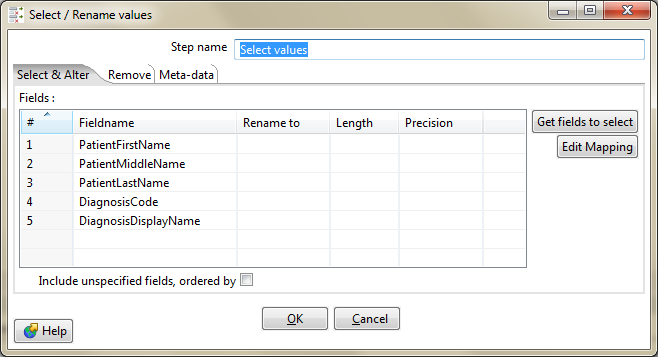 Select / Rename values
Step name Select values
Select & Alter Remove Meta-data
Fields :
# Fieldname Rename to Length Precision
1 PatientFirstName
2 PatientMiddleName
3 PatientLastName
4 DiagnosisCode
5 DiagnosisDisplayName
Get fields to select
Edit Mapping
Include unspecified fields, ordered by
OK Cancel
Help